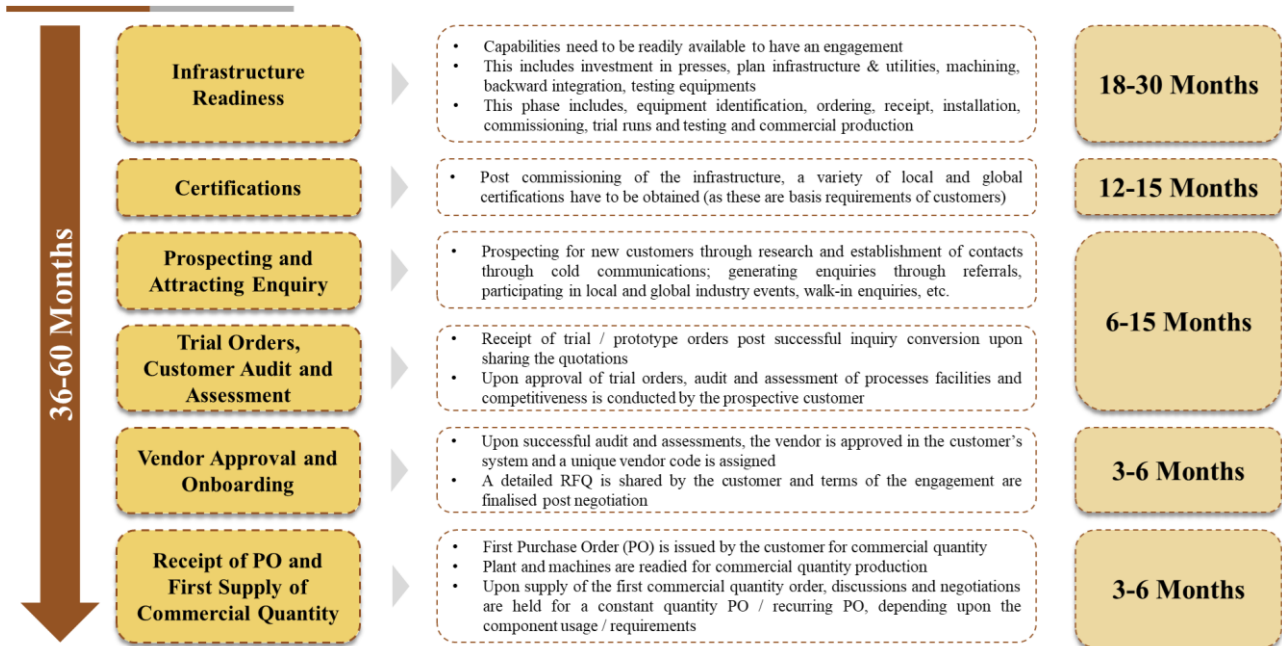 36-60 Months
Infrastructure
Readiness
• Capabilities need to be readily available to have an engagement
• This includes investment in presses, plan infrastructure & utilities, machining,
backward integration, testing equipments
• This phase includes, equipment identification, ordering, receipt, installation,
commissioning, trial runs and testing and commercial production
18-30 Months
Certifications
• Post commissioning of the infrastructure, a variety of local and global
certifications have to be obtained (as these are basis requirements of customers)
12-15 Months
Prospecting and
Attracting Enquiry
• Prospecting for new customers through research and establishment of contacts
through cold communications; generating enquiries through referrals,
participating in local and global industry events, walk-in enquiries, etc.
6-15 Months
Trial Orders,
Customer Audit and
Assessment
• Receipt of trial / prototype orders post successful inquiry conversion upon
sharing the quotations
• Upon approval of trial orders, audit and assessment of processes facilities and
competitiveness is conducted by the prospective customer
Vendor Approval and
Onboarding
• Upon successful audit and assessments, the vendor is approved in the customer's
system and a unique vendor code is assigned
• A detailed RFQ is shared by the customer and terms of the engagement are
finalised post negotiation
3-6 Months
Receipt of PO and
First Supply of
Commercial Quantity
• First Purchase Order (PO) is issued by the customer for commercial quantity
• Plant and machines are readied for commercial quantity production
• Upon supply of the first commercial quantity order, discussions and negotiations
are held for a constant quantity PO / recurring PO, depending upon the
component usage / requirements
3-6 Months